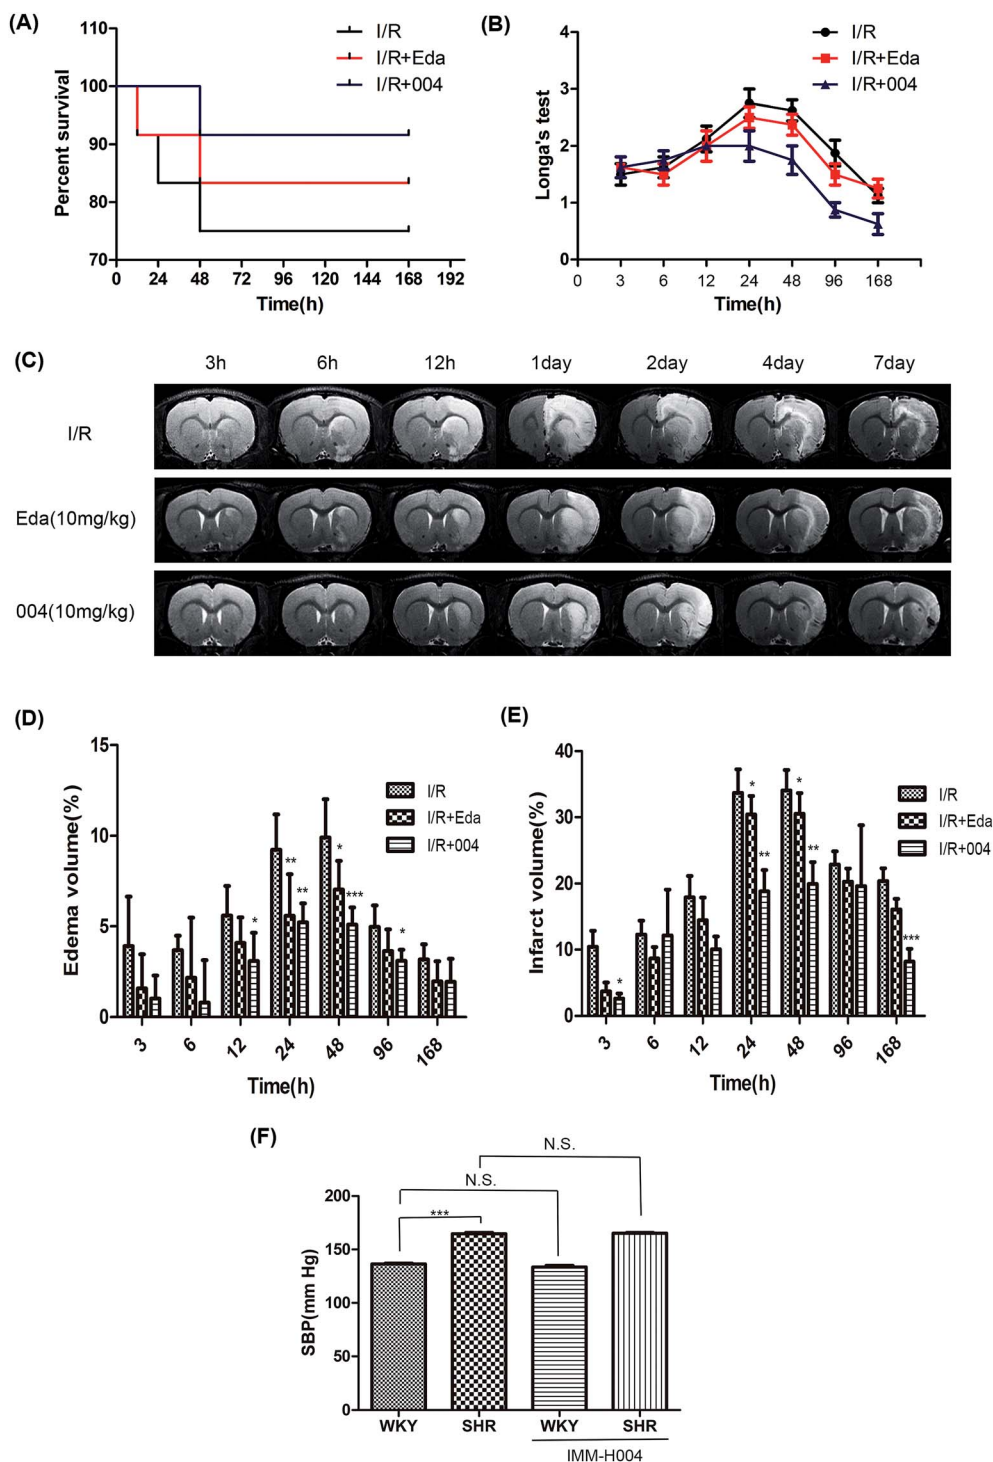 (A)
110
100
90
80
70
Percent survival
0 24 48 72 96 120 144 168 192
Time(h)
I/R
I/R+Eda
I/R+004
(B)
4
3
2
1
0
Longa's test
0 3 6 12 24 48 96 168
Time(h)
I/R
I/R+Eda
I/R+004
(C)
3h 6h 12h 1day 2day 4day 7day
I/R
Eda(10mg/kg)
004(10mg/kg)
(D)
15
10
5
0
Edema volume(%)
I/R
I/R+Eda
I/R+004
*
**
**
*
***
*
3 6 12 24 48 96 168
Time(h)
(E)
40
30
20
10
0
Infarct volume(%)
I/R
I/R+Eda
I/R+004
*
*
**
*
**
***
3 6 12 24 48 96 168
Time(h)
(F)
N.S.
N.S.
***
200
150
100
50
0
SBP(mm Hg)
WKY SHR WKY SHR
IMM-H004